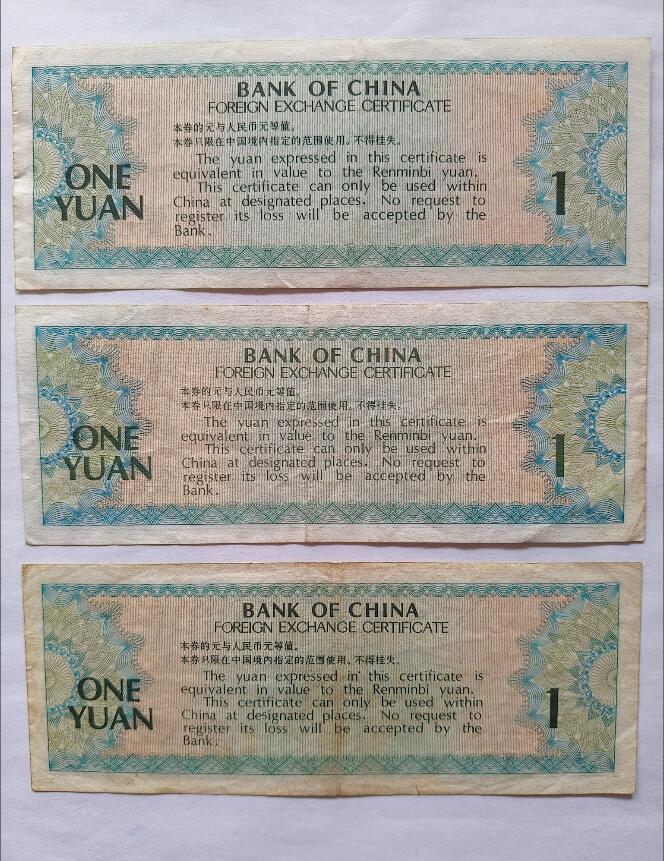 BANK OF CHINA
FOREIGN EXCHANGE CERTIFICATE
本券的元与人民币元等值。
本券只限在中国境内指定的范围使用。不得挂失。
The yuan expressed in this certificate is
equivalent in value to the Renminbi yuan.
This certificate can only be used within
China at designated places. No request to
register its loss will be accepted by the
Bank.
ONE
YUAN
1
BANK OF CHINA
FOREIGN EXCHANGE CERTIFICATE
本券的元与人民币元等值。
本券只限在中国境内指定的范围使用。不得挂失。
The yuan expressed in this certificate is
equivalent in value to the Renminbi yuan.
This certificate can only be used within
China at designated places. No request to
register its loss will be accepted by the
Bank.
ONE
YUAN
1
BANK OF CHINA
FOREIGN EXCHANGE CERTIFICATE
本券的元与人民币元等值。
本券只限在中国境内指定的范围使用。不得挂失。
The yuan expressed in this certificate is
equivalent in value to the Renminbi yuan.
This certificate can only be used within
China at designated places. No request to
register its loss will be accepted by the
Bank.
ONE
YUAN
1